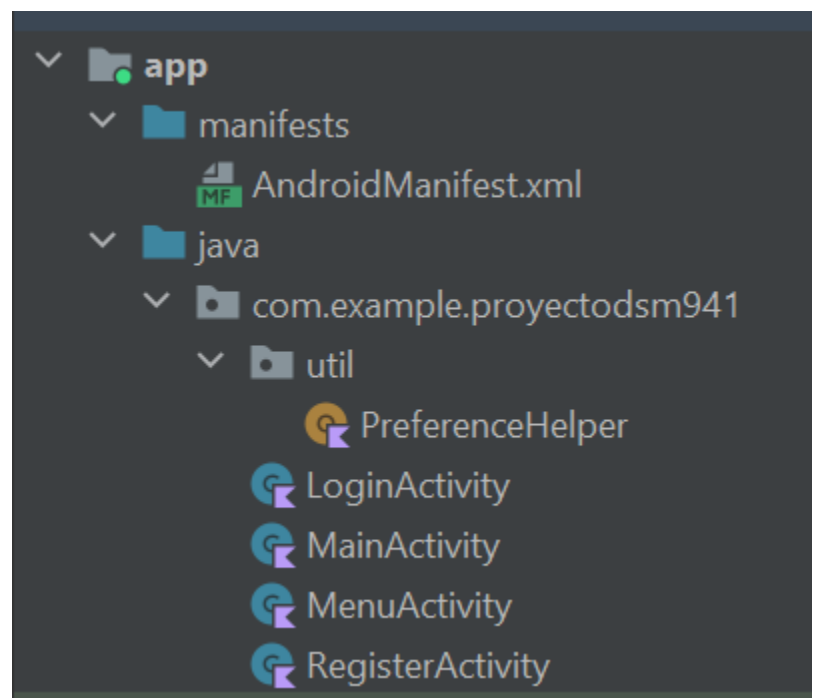 app
manifests
MF AndroidManifest.xml
java
com.example.proyectodsm941
util
PreferenceHelper
LoginActivity
MainActivity
MenuActivity
RegisterActivity